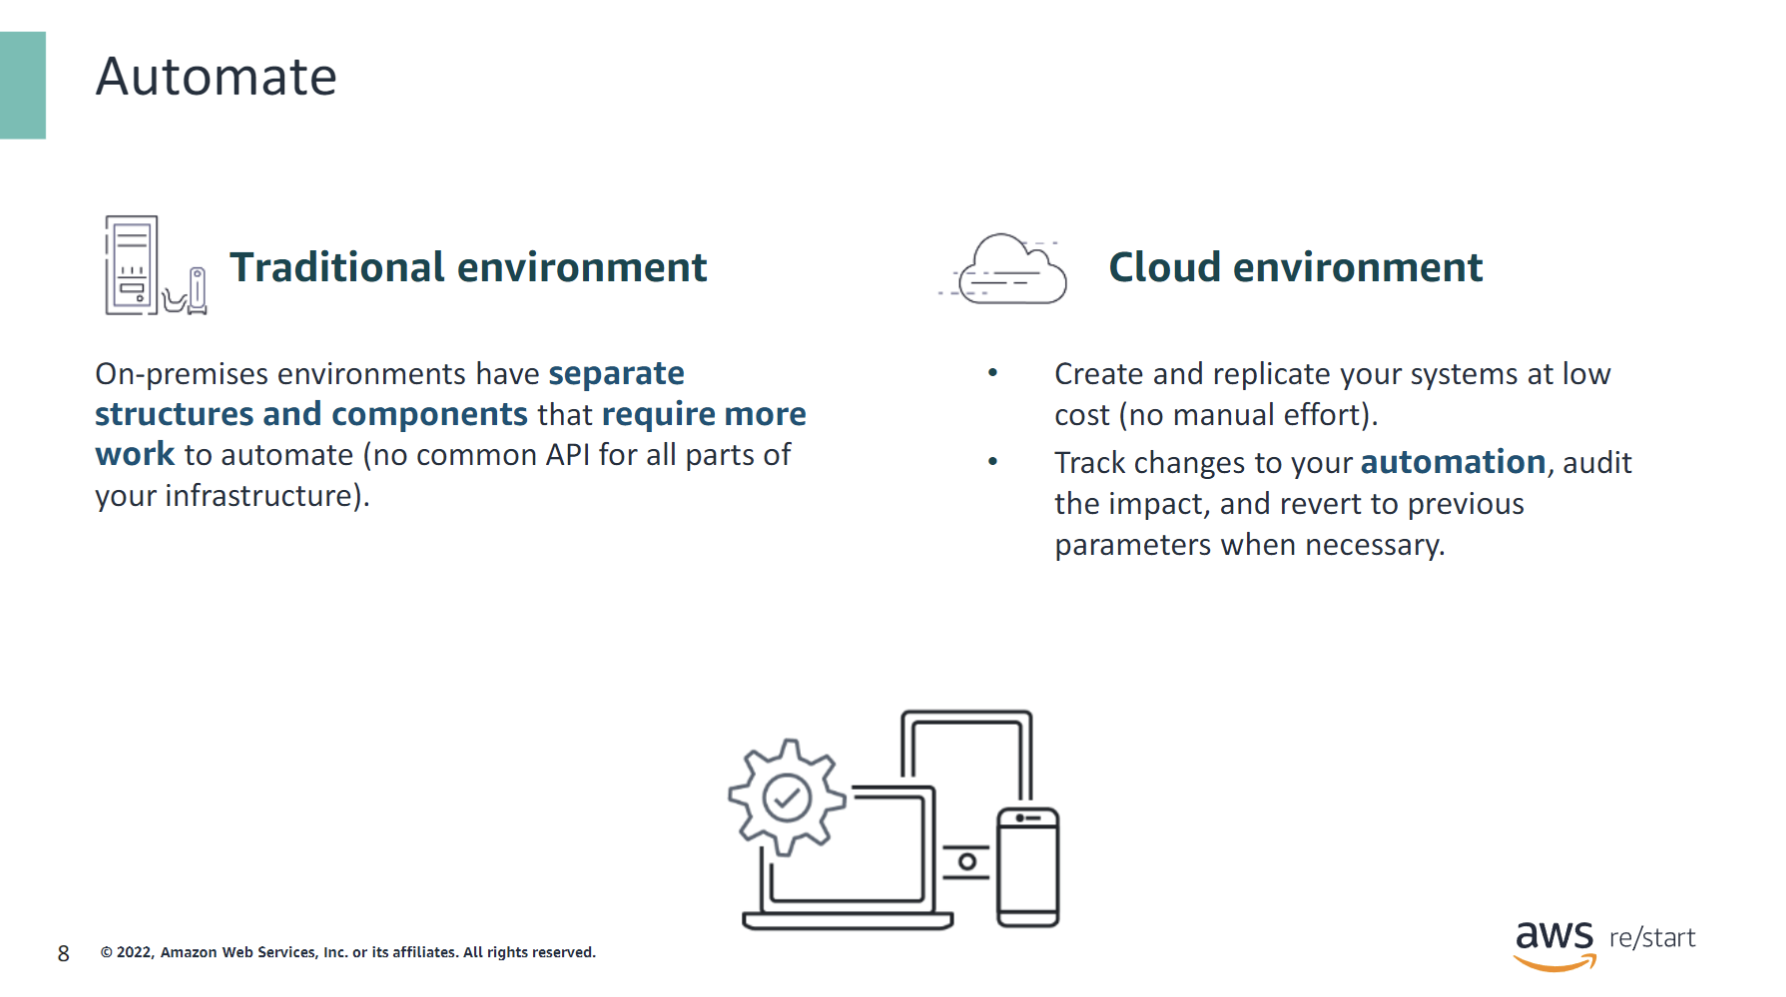 Automate
Traditional environment
On-premises environments have separate
structures and components that require more
work to automate (no common API for all parts of
your infrastructure).
Cloud environment
• Create and replicate your systems at low
cost (no manual effort).
• Track changes to your automation, audit
the impact, and revert to previous
parameters when necessary.
8
© 2022, Amazon Web Services, Inc. or its affiliates. All rights reserved.
aws re/start